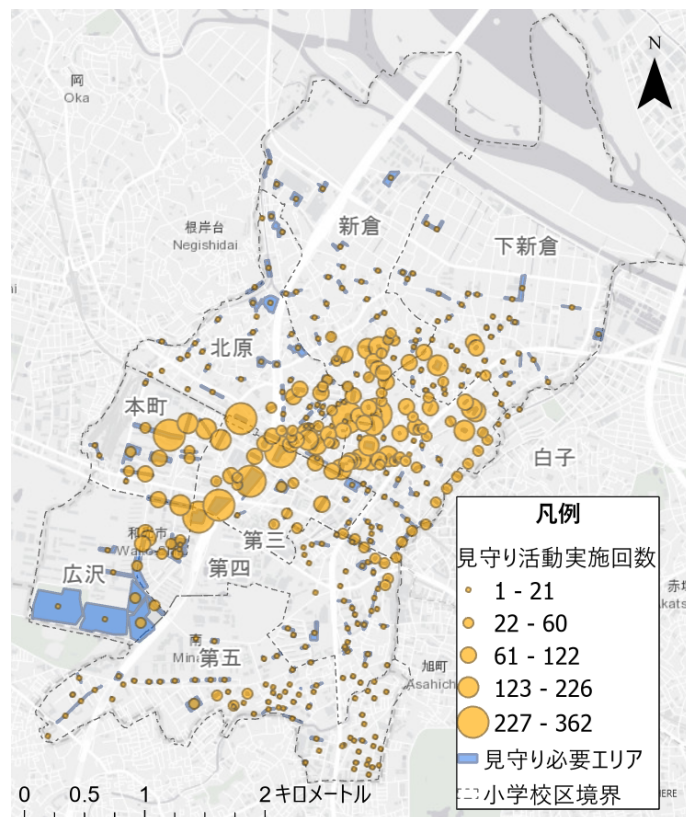 N
岡
Oka
根岸台
Negishidai
新倉
下新倉
北原
本町
白子
第三
広沢
第四
南
第五
旭町
凡例
見守り活動実施回数
1 - 21
22 - 60
61 - 122
123 - 226
227 - 362
見守り必要エリア
小学校区境界
0 0.5 1 2キロメートル